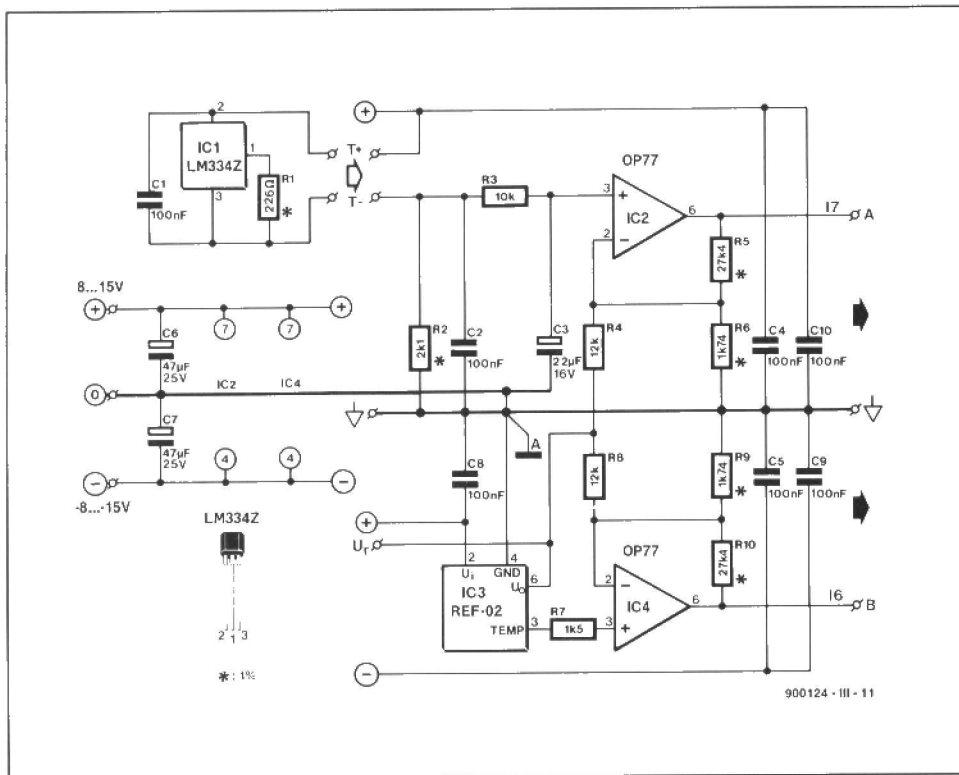 2
IC1
LM334Z
1
3
C1
100nF
226Ω
R1
*
T+
T-
+
R3
10k
OP77
3
+
IC2
2
−
6
I7
A
R5
27k4
*
8...15V
+
7
7
+
C6
47µF
25V
0
IC2
IC4
C7
47µF
25V
4
4
−
−
-8...-15V
R2
2k1
*
C2
100nF
C3
22µF
16V
R4
12k
R6
1k74
*
C4
100nF
C10
100nF
A
C8
100nF
R8
12k
R9
1k74
*
C5
100nF
C9
100nF
LM334Z
2
1
3
*: 1%
+
Ur
2
Ui
4
GND
6
Uo
IC3
REF-02
TEMP
3
R7
1k5
OP77
2
−
IC4
3
+
6
R10
27k4
*
I6
B
−
900124 - III - 11